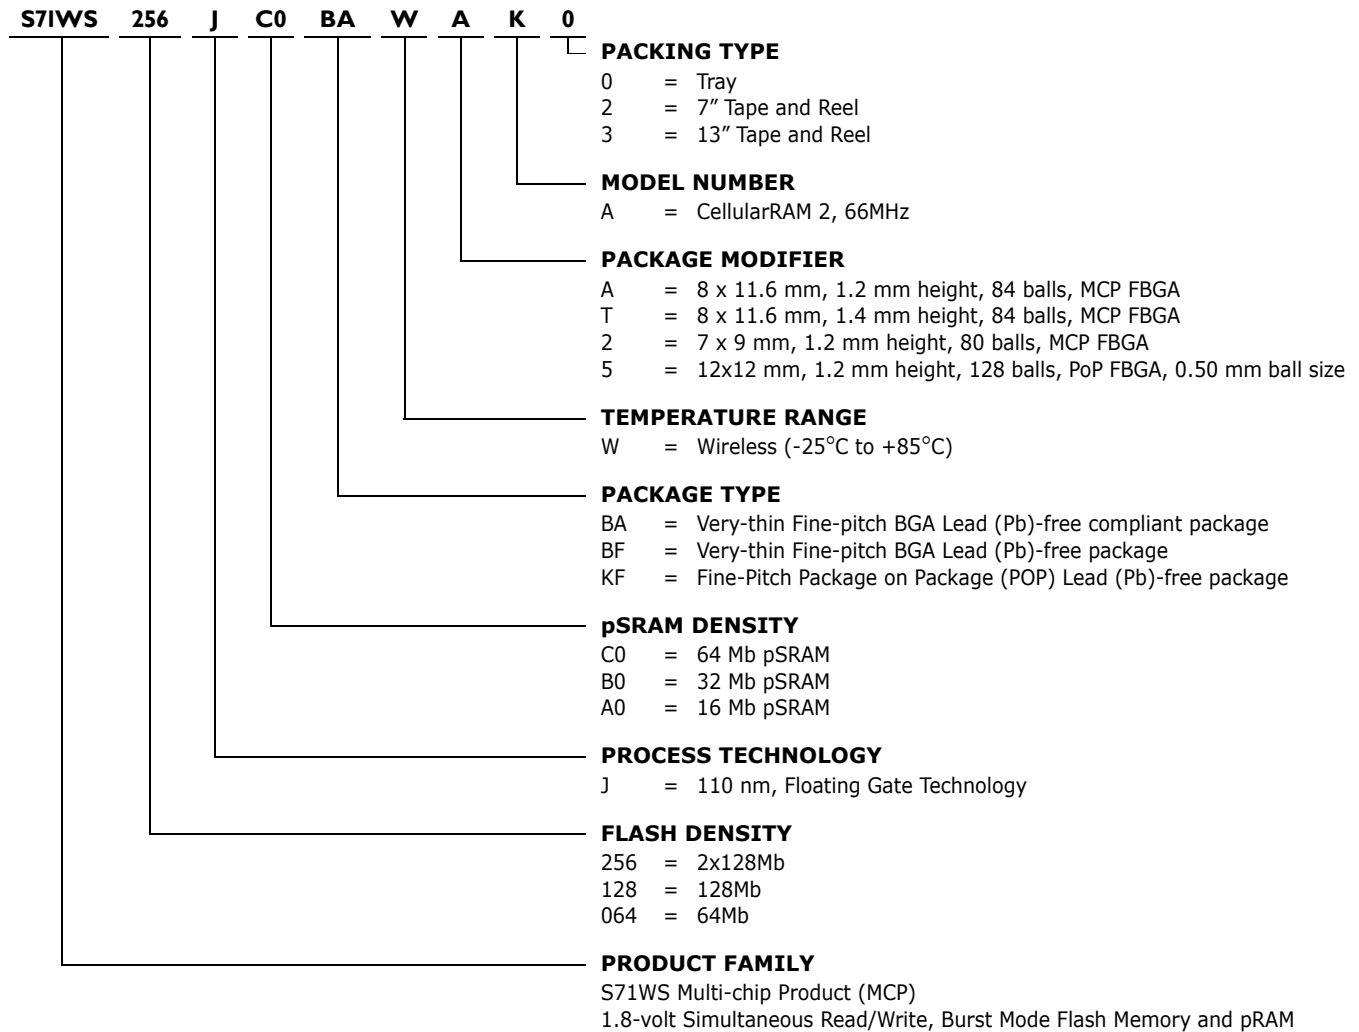 S71WS 256 J C0 BA W A K 0
PACKING TYPE
0 = Tray
2 = 7” Tape and Reel
3 = 13” Tape and Reel
MODEL NUMBER
A = CellularRAM 2, 66MHz
PACKAGE MODIFIER
A = 8 x 11.6 mm, 1.2 mm height, 84 balls, MCP FBGA
T = 8 x 11.6 mm, 1.4 mm height, 84 balls, MCP FBGA
2 = 7 x 9 mm, 1.2 mm height, 80 balls, MCP FBGA
5 = 12x12 mm, 1.2 mm height, 128 balls, PoP FBGA, 0.50 mm ball size
TEMPERATURE RANGE
W = Wireless (-25°C to +85°C)
PACKAGE TYPE
BA = Very-thin Fine-pitch BGA Lead (Pb)-free compliant package
BF = Very-thin Fine-pitch BGA Lead (Pb)-free package
KF = Fine-Pitch Package on Package (POP) Lead (Pb)-free package
pSRAM DENSITY
C0 = 64 Mb pSRAM
B0 = 32 Mb pSRAM
A0 = 16 Mb pSRAM
PROCESS TECHNOLOGY
J = 110 nm, Floating Gate Technology
FLASH DENSITY
256 = 2x128Mb
128 = 128Mb
064 = 64Mb
PRODUCT FAMILY
S71WS Multi-chip Product (MCP)
1.8-volt Simultaneous Read/Write, Burst Mode Flash Memory and pRAM